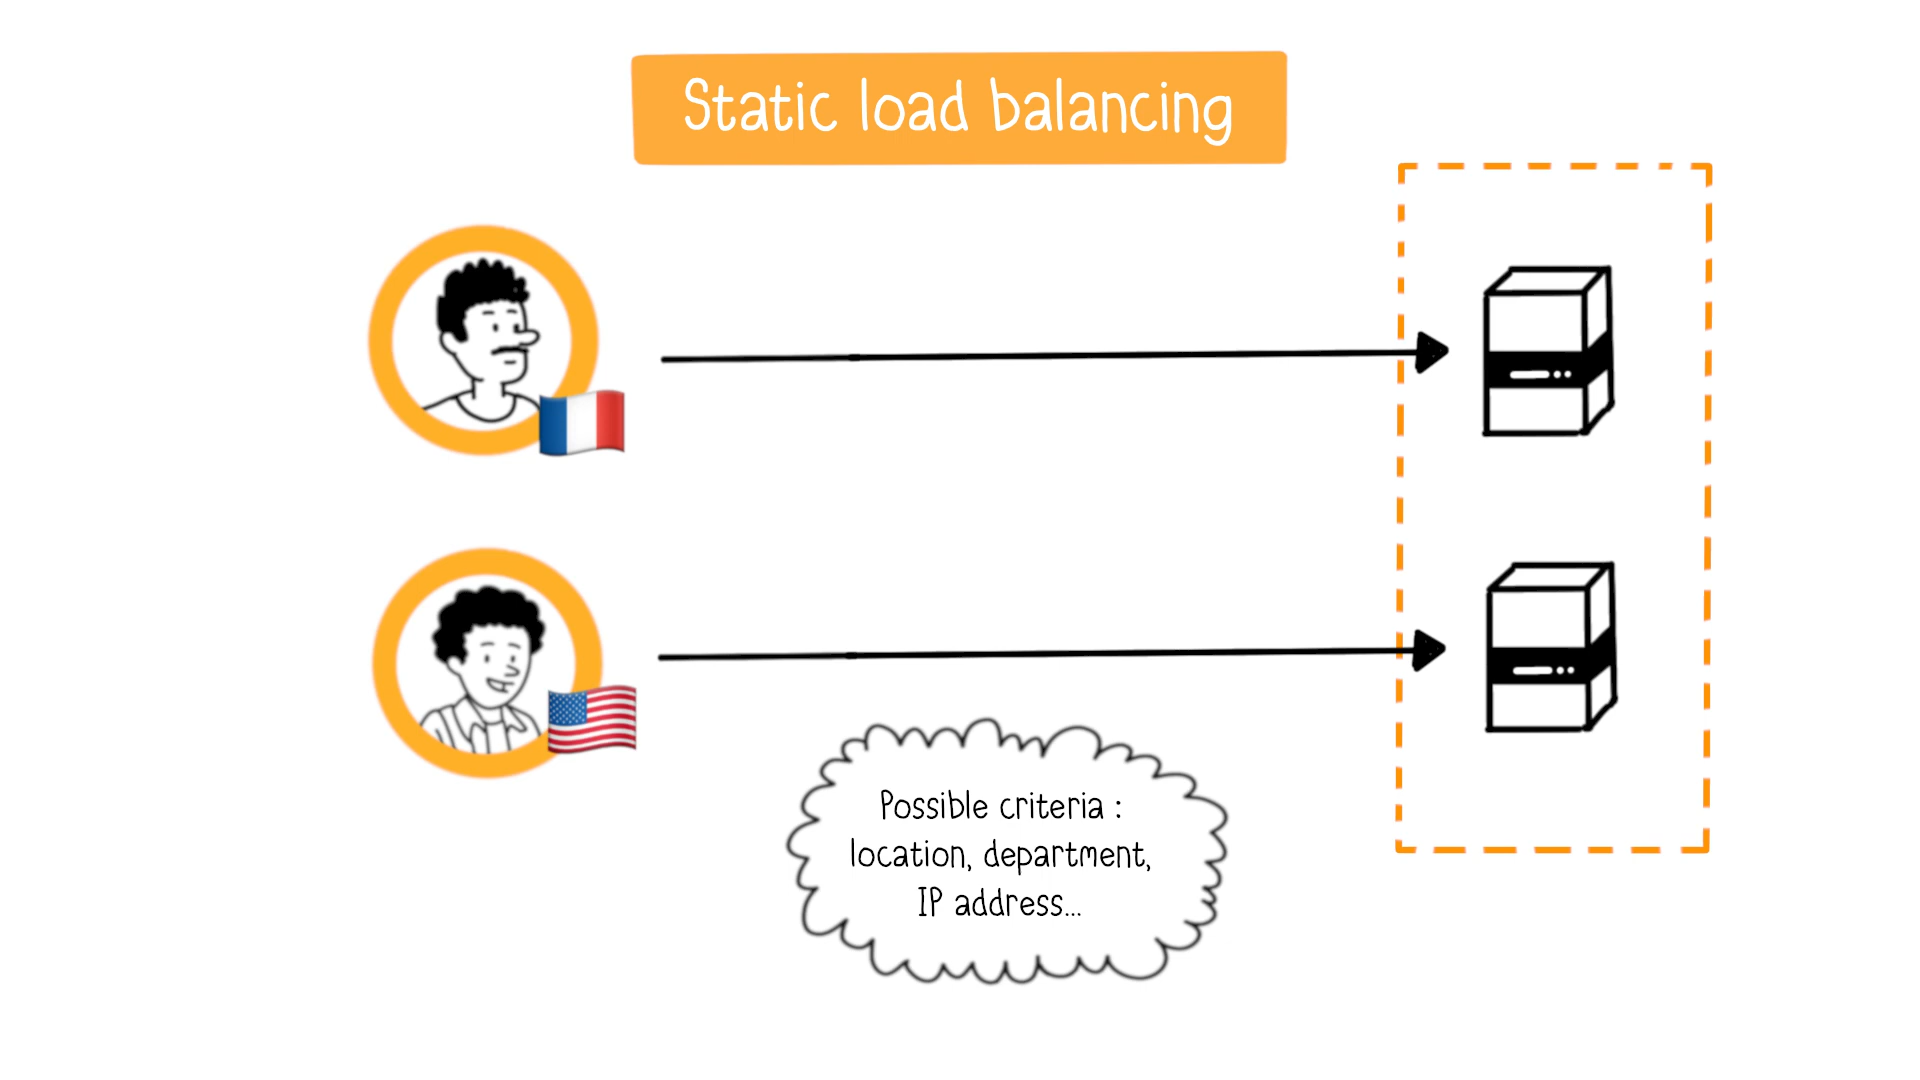 Static load balancing
Possible criteria :
location, department,
IP address...